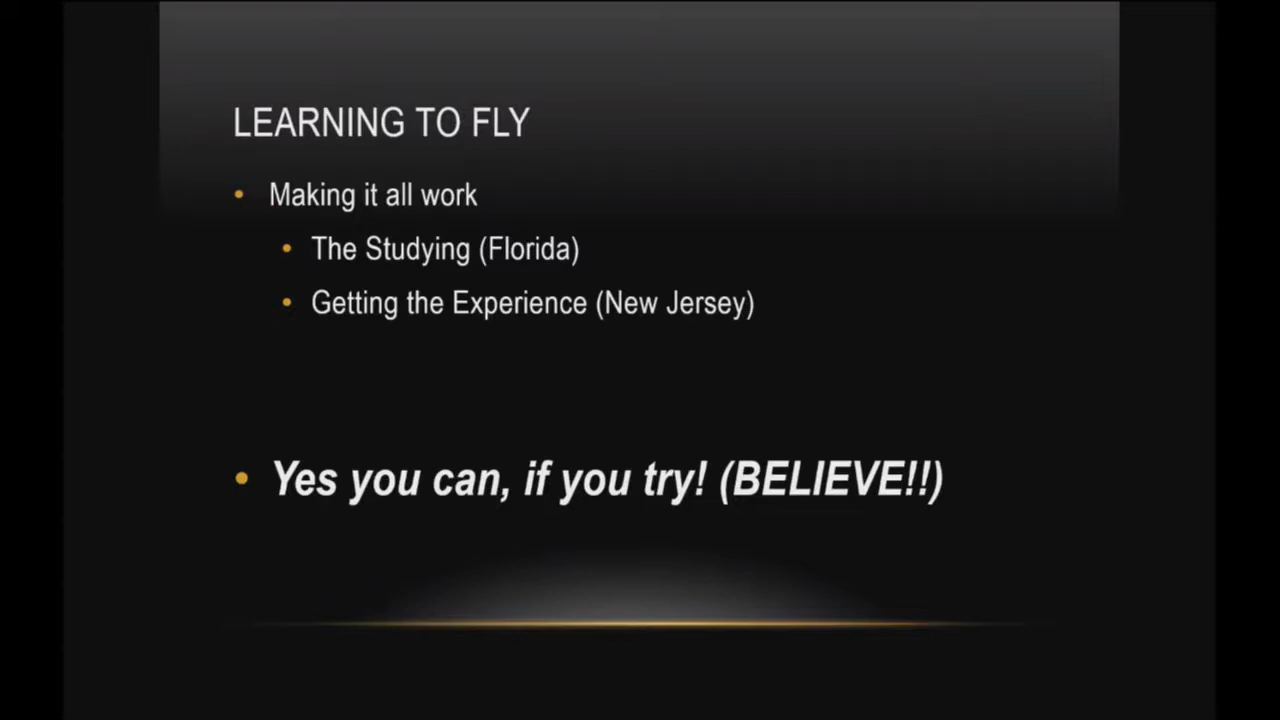 LEARNING TO FLY
• Making it all work
• The Studying (Florida)
• Getting the Experience (New Jersey)
• Yes you can, if you try! (BELIEVE!!)